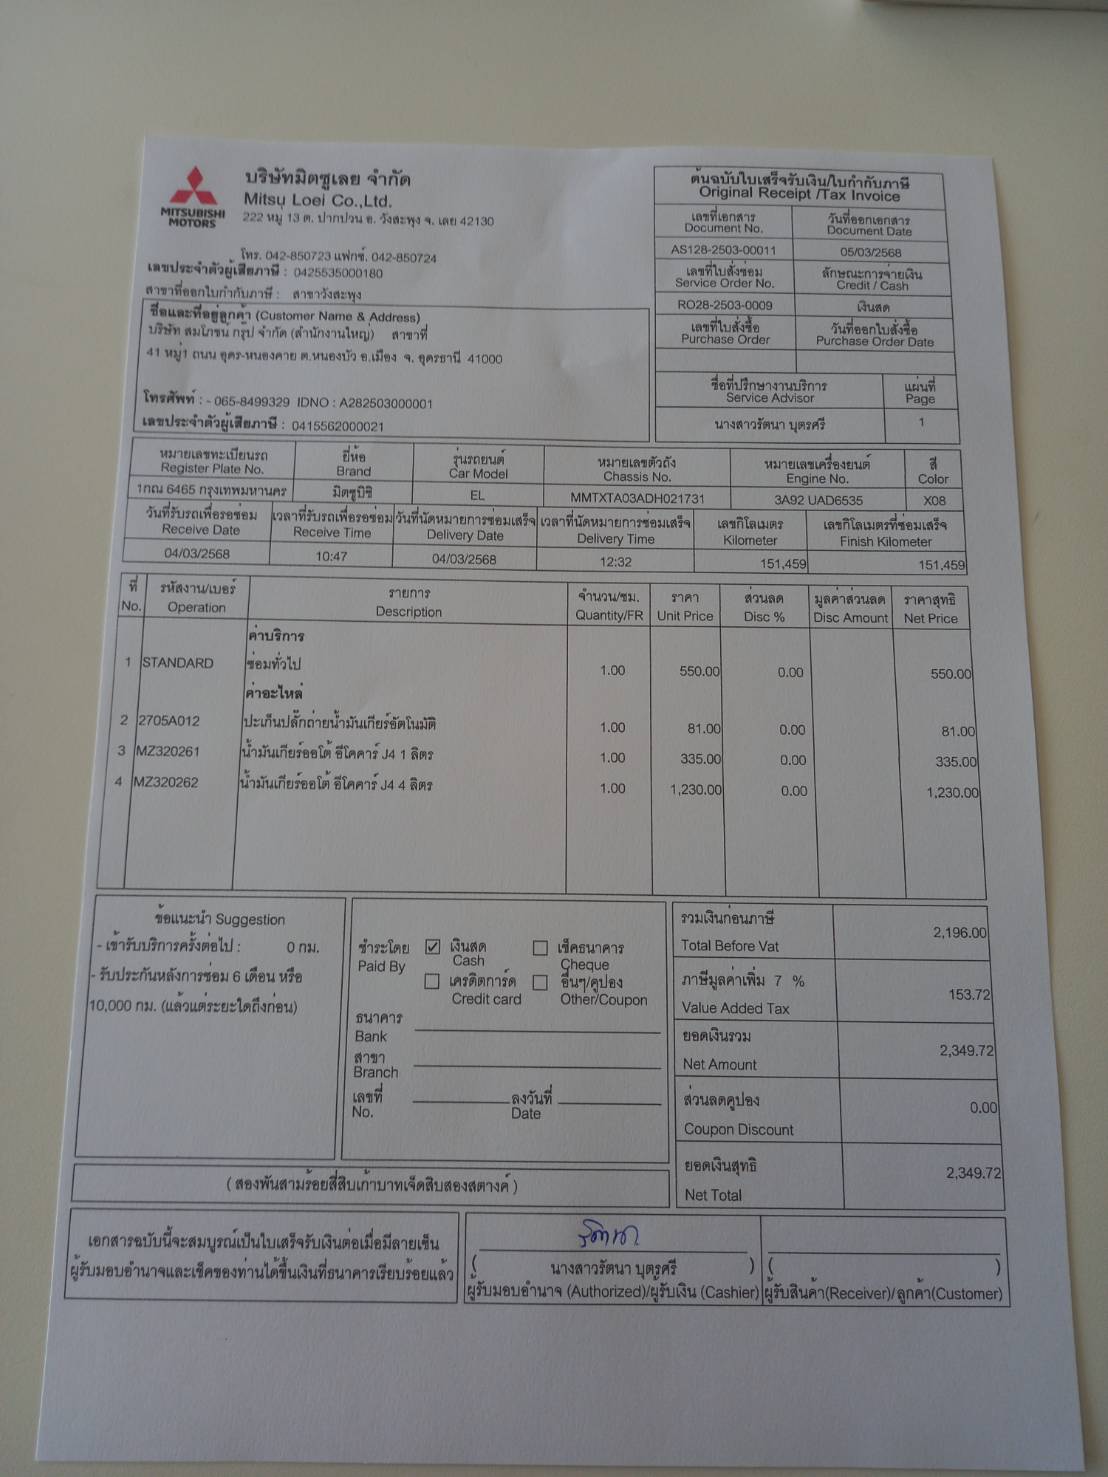 MITSUBISHI
MOTORS
บริษัทมิตซูเลย จำกัด
Mitsu Loei Co.,Ltd.
222 หมู่ 13 ต. ปากปวน อ. วังสะพุง จ. เลย 42130
โทร. 042-850723 แฟกซ์. 042-850724
เลขประจำตัวผู้เสียภาษี : 0425535000180
สาขาที่ออกใบกำกับภาษี : สาขาวังสะพุง
ต้นฉบับใบเสร็จรับเงิน/ใบกำกับภาษี
Original Receipt /Tax Invoice
เลขที่เอกสาร วันที่ออกเอกสาร
Document No. Document Date
AS128-2503-00011 05/03/2568
เลขที่ใบสั่งซ่อม ลักษณะการจ่ายเงิน
Service Order No. Credit / Cash
RO28-2503-0009 เงินสด
เลขที่ใบสั่งซื้อ วันที่ออกใบสั่งซื้อ
Purchase Order Purchase Order Date
ชื่อที่ปรึกษางานบริการ แผ่นที่
Service Advisor Page
นางสาวรัตนา บุตรศรี 1
ชื่อและที่อยู่ลูกค้า (Customer Name & Address)
บริษัท สมโภชน์ กรุ๊ป จำกัด (สำนักงานใหญ่) สาขาที่
41 หมู่1 ถนน อุดร-หนองคาย ต.หนองบัว อ.เมือง จ. อุดรธานี 41000
โทรศัพท์ : - 065-8499329 IDNO : A282503000001
เลขประจำตัวผู้เสียภาษี : 0415562000021
หมายเลขทะเบียนรถ ยี่ห้อ รุ่นรถยนต์ หมายเลขตัวถัง หมายเลขเครื่องยนต์ สี
Register Plate No. Brand Car Model Chassis No. Engine No. Color
1กณ 6465 กรุงเทพมหานคร มิตซูบิชิ EL MMTXTA03ADH021731 3A92 UAD6535 X08
วันที่รับรถเพื่อรอซ่อม เวลาที่รับรถเพื่อรอซ่อม วันที่นัดหมายการซ่อมเสร็จ เวลาที่นัดหมายการซ่อมเสร็จ เลขกิโลเมตร เลขกิโลเมตรที่ซ่อมเสร็จ
Receive Date Receive Time Delivery Date Delivery Time Kilometer Finish Kilometer
04/03/2568 10:47 04/03/2568 12:32 151,459 151,459
ที่ รหัสงาน/เบอร์ รายการ จำนวน/ชม. ราคา ส่วนลด มูลค่าส่วนลด ราคาสุทธิ
No. Operation Description Quantity/FR Unit Price Disc % Disc Amount Net Price
ค่าบริการ
1 STANDARD ซ่อมทั่วไป 1.00 550.00 0.00 550.00
ค่าอะไหล่
2 2705A012 ปะเก็นปลั๊กถ่ายน้ำมันเกียร์อัตโนมัติ 1.00 81.00 0.00 81.00
3 MZ320261 น้ำมันเกียร์ออโต้ อีโคคาร์ J4 1 ลิตร 1.00 335.00 0.00 335.00
4 MZ320262 น้ำมันเกียร์ออโต้ อีโคคาร์ J4 4 ลิตร 1.00 1,230.00 0.00 1,230.00
ข้อแนะนำ Suggestion
- เข้ารับบริการครั้งต่อไป : 0 กม.
- รับประกันหลังการซ่อม 6 เดือน หรือ
10,000 กม. (แล้วแต่ระยะใดถึงก่อน)
ชำระโดย เงินสด เช็คธนาคาร
Paid By Cash Cheque
เครดิตการ์ด อื่นๆ/คูปอง
Credit card Other/Coupon
ธนาคาร
Bank
สาขา
Branch
เลขที่ ลงวันที่
No. Date
รวมเงินก่อนภาษี
Total Before Vat 2,196.00
ภาษีมูลค่าเพิ่ม 7 %
Value Added Tax 153.72
ยอดเงินรวม
Net Amount 2,349.72
ส่วนลดคูปอง
Coupon Discount 0.00
ยอดเงินสุทธิ
Net Total 2,349.72
( สองพันสามร้อยสี่สิบเก้าบาทเจ็ดสิบสองสตางค์ )
เอกสารฉบับนี้จะสมบูรณ์เป็นใบเสร็จรับเงินต่อเมื่อมีลายเซ็น
ผู้รับมอบอำนาจและเช็คของท่านได้ขึ้นเงินที่ธนาคารเรียบร้อยแล้ว
รัตนา
( นางสาวรัตนา บุตรศรี ) ( )
ผู้รับมอบอำนาจ (Authorized)/ผู้รับเงิน (Cashier) ผู้รับสินค้า(Receiver)/ลูกค้า(Customer)